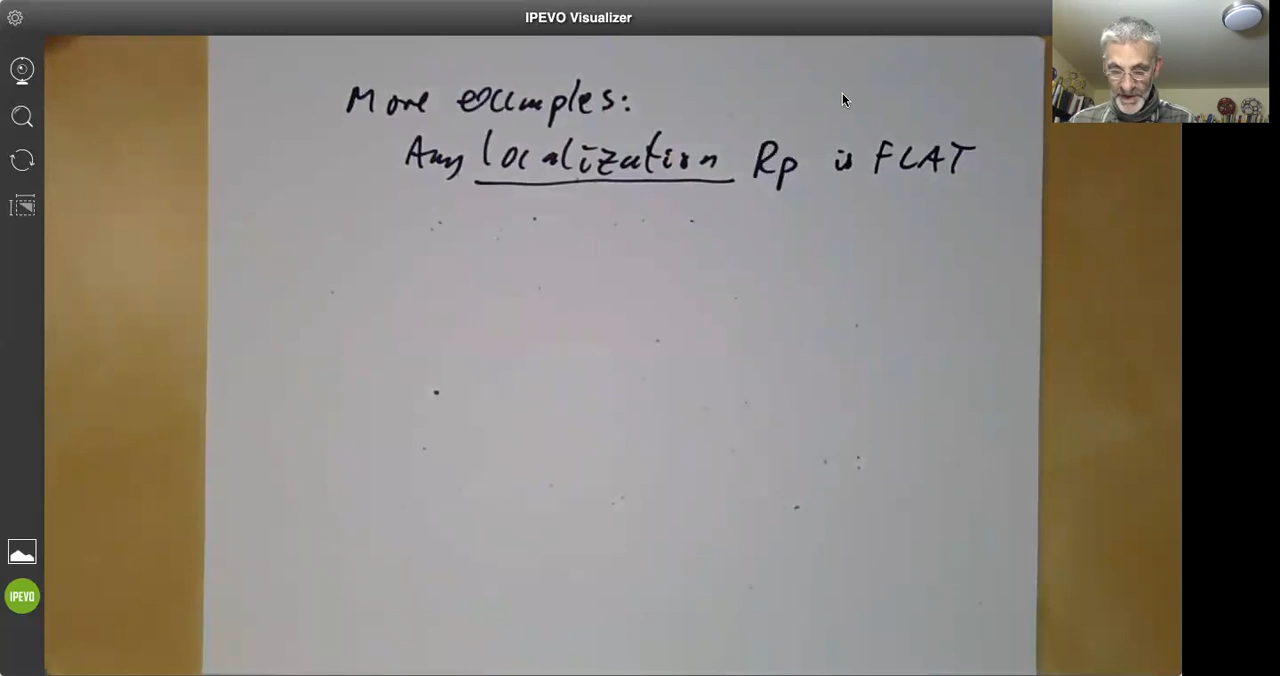 IPEVO Visualizer
More examples:
Any localization Rp is FLAT
IPEVO